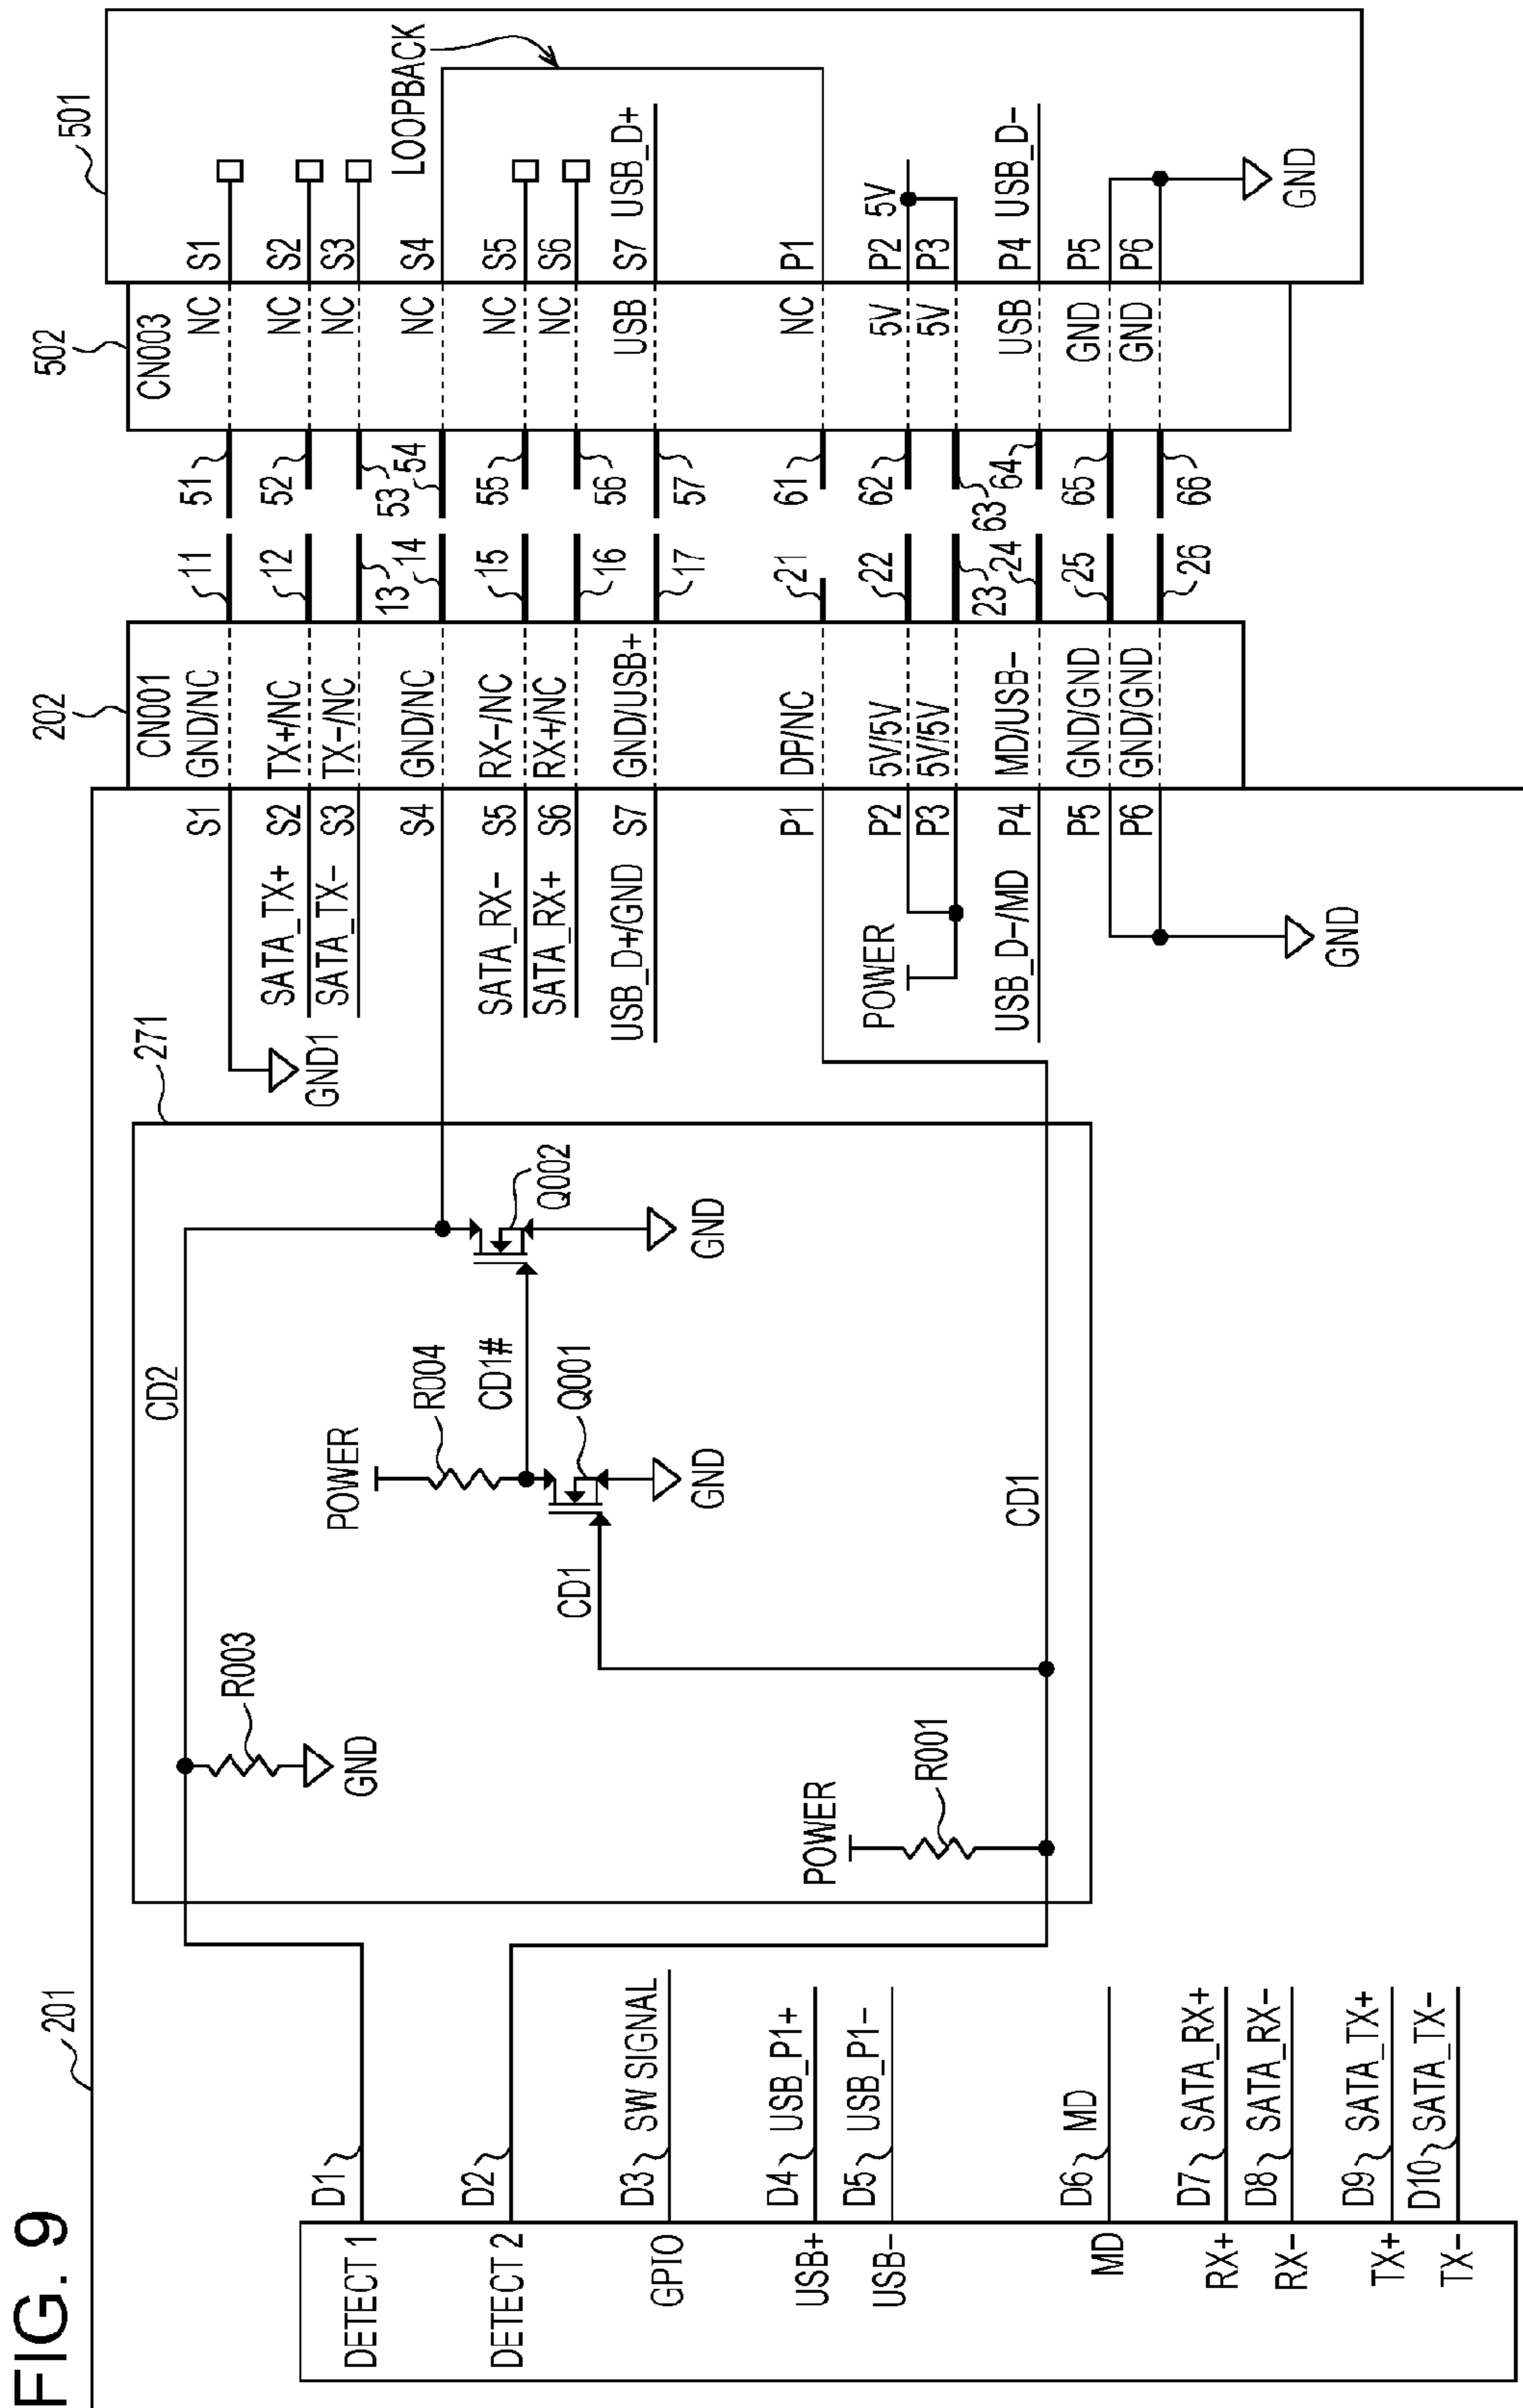 FIG. 9
201
DETECT 1
D1
DETECT 2
D2
GPIO
D3
SW SIGNAL
USB+
D4
USB_P1+
USB-
D5
USB_P1-
MD
D6
MD
RX+
D7
SATA_RX+
RX-
D8
SATA_RX-
TX+
D9
SATA_TX+
TX-
D10
SATA_TX-
271
CD2
R003
GND
POWER
R004
CD1#
Q001
GND
CD1
Q002
GND
POWER
R001
CD1
GND1
SATA_TX+
SATA_TX-
SATA_RX-
SATA_RX+
USB_D+/GND
POWER
USB_D-/MD
GND
S1
S2
S3
S4
S5
S6
S7
P1
P2
P3
P4
P5
P6
202
CN001
GND/NC
TX+/NC
TX-/NC
GND/NC
RX-/NC
RX+/NC
GND/USB+
DP/NC
5V/5V
5V/5V
MD/USB-
GND/GND
GND/GND
11
12
13
14
15
16
17
21
22
23
24
25
26
51
52
53
54
55
56
57
61
62
63
64
65
66
502
CN003
NC
NC
NC
NC
NC
NC
USB
NC
5V
5V
USB
GND
GND
501
S1
S2
S3
S4
S5
S6
S7
USB_D+
P1
P2
5V
P3
P4
USB_D-
P5
P6
LOOPBACK
GND